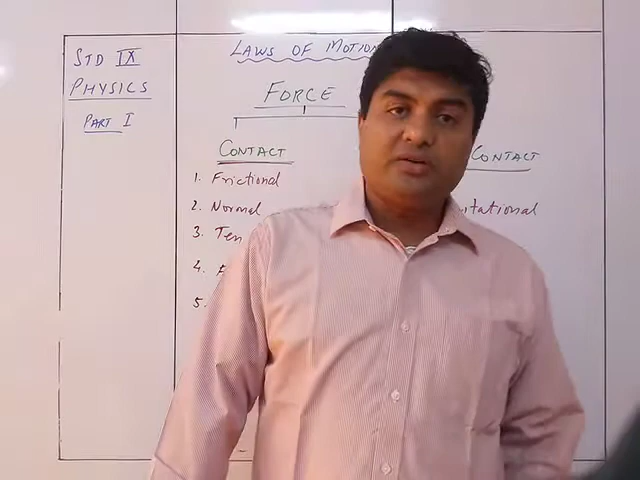 STD IX
PHYSICS
PART I
LAWS OF MOTION
FORCE
CONTACT
1. Frictional
2. Normal
3. Ten
4.
5.
CONTACT
itational